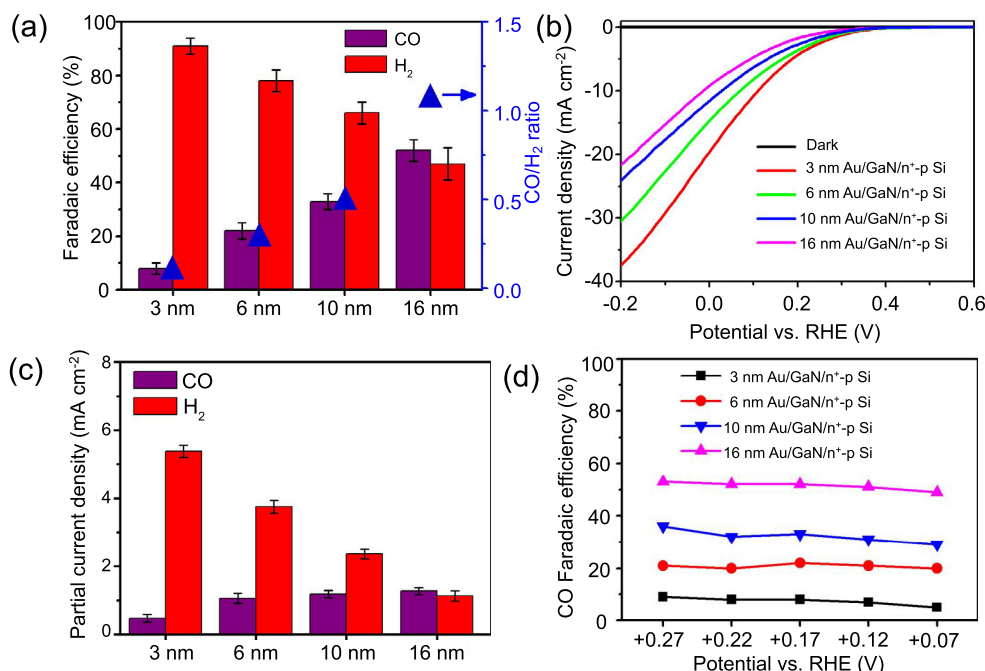 (a)
CO
H2
Faradaic efficiency (%)
100
80
60
40
20
0
3 nm
6 nm
10 nm
16 nm
1.5
1.0
0.5
0.0
CO/H2 ratio
(b)
Current density (mA cm-2)
0
-10
-20
-30
-40
-0.2
0.0
0.2
0.4
0.6
Potential vs. RHE (V)
Dark
3 nm Au/GaN/n+-p Si
6 nm Au/GaN/n+-p Si
10 nm Au/GaN/n+-p Si
16 nm Au/GaN/n+-p Si
(c)
CO
H2
Partial current density (mA cm-2)
8
6
4
2
0
3 nm
6 nm
10 nm
16 nm
(d)
CO Faradaic efficiency (%)
100
80
60
40
20
0
3 nm Au/GaN/n+-p Si
6 nm Au/GaN/n+-p Si
10 nm Au/GaN/n+-p Si
16 nm Au/GaN/n+-p Si
+0.27
+0.22
+0.17
+0.12
+0.07
Potential vs. RHE (V)